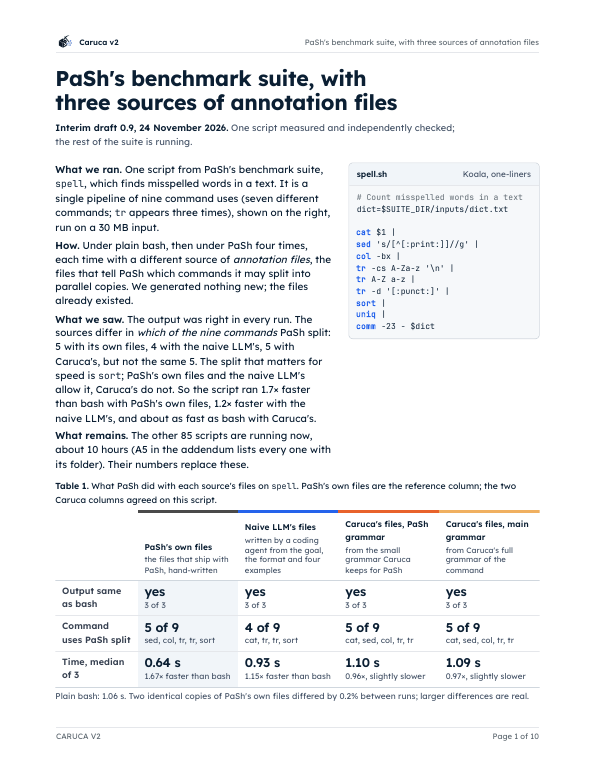 Caruca v2
PaSh's benchmark suite, with three sources of annotation files
PaSh's benchmark suite, with
three sources of annotation files
Interim draft 0.9, 24 November 2026. One script measured and independently checked;
the rest of the suite is running.
What we ran. One script from PaSh's benchmark suite,
spell, which finds misspelled words in a text. It is a
single pipeline of nine command uses (seven different
commands; tr appears three times), shown on the right,
run on a 30 MB input.
How. Under plain bash, then under PaSh four times,
each time with a different source of annotation files, the
files that tell PaSh which commands it may split into
parallel copies. We generated nothing new; the files
already existed.
What we saw. The output was right in every run. The
sources differ in which of the nine commands PaSh split:
5 with its own files, 4 with the naive LLM's, 5 with
Caruca's, but not the same 5. The split that matters for
speed is sort; PaSh's own files and the naive LLM's
allow it, Caruca's do not. So the script ran 1.7× faster
than bash with PaSh's own files, 1.2× faster with the
naive LLM's, and about as fast as bash with Caruca's.
What remains. The other 85 scripts are running now,
about 10 hours (A5 in the addendum lists every one with
its folder). Their numbers replace these.
spell.sh
Koala, one-liners
# Count misspelled words in a text
dict=$SUITE_DIR/inputs/dict.txt
cat $1 |
sed 's/[^[:print:]]//g' |
col -bx |
tr -cs A-Za-z '\n' |
tr A-Z a-z |
tr -d '[:punct:]' |
sort |
uniq |
comm -23 - $dict
Table 1. What PaSh did with each source's files on spell. PaSh's own files are the reference column; the two
Caruca columns agreed on this script.
PaSh's own files
the files that ship with
PaSh, hand-written
Naive LLM's files
written by a coding
agent from the goal,
the format and four
examples
Caruca's files, PaSh
grammar
from the small
grammar Caruca
keeps for PaSh
Caruca's files, main
grammar
from Caruca's full
grammar of the
command
Output same
as bash
yes
3 of 3
yes
3 of 3
yes
3 of 3
yes
3 of 3
Command
uses PaSh split
5 of 9
sed, col, tr, tr, sort
4 of 9
cat, tr, tr, sort
5 of 9
cat, sed, col, tr, tr
5 of 9
cat, sed, col, tr, tr
Time, median
of 3
0.64 s
1.67× faster than bash
0.93 s
1.15× faster than bash
1.10 s
0.96×, slightly slower
1.09 s
0.97×, slightly slower
Plain bash: 1.06 s. Two identical copies of PaSh's own files differed by 0.2% between runs; larger differences are real.
CARUCA V2
Page 1 of 10